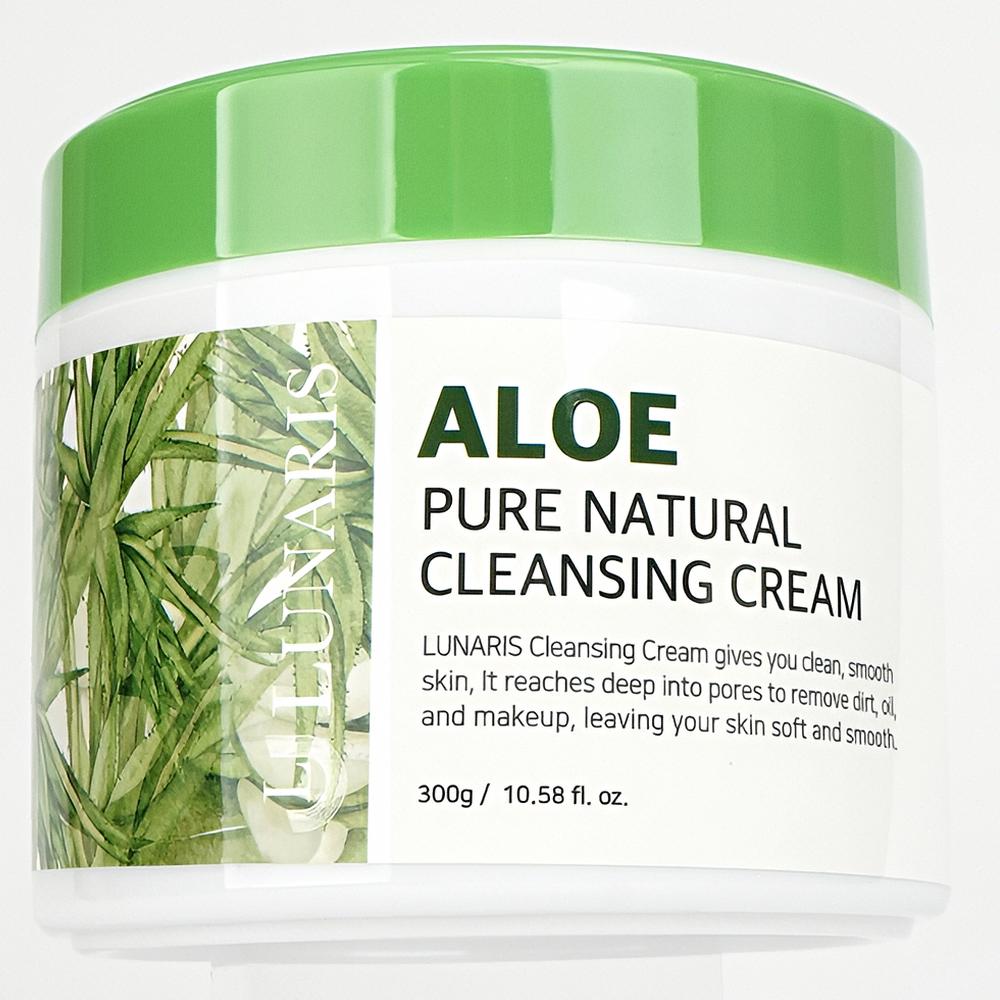 LUNARIS
ALOE
PURE NATURAL
CLEANSING CREAM
LUNARIS Cleansing Cream gives you clean, smooth
skin, It reaches deep into pores to remove dirt, oil,
and makeup, leaving your skin soft and smooth.
300g / 10.58 fl. oz.